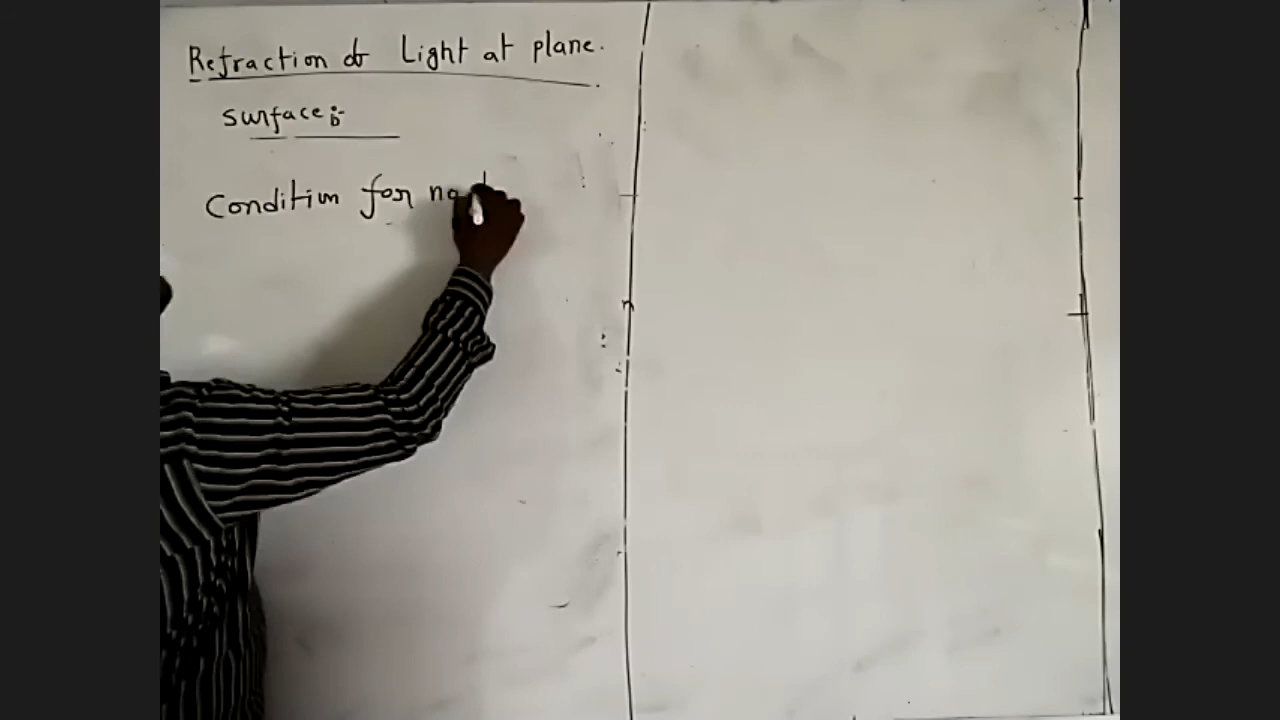 Refraction of Light at plane.
surface:-
Condition for no